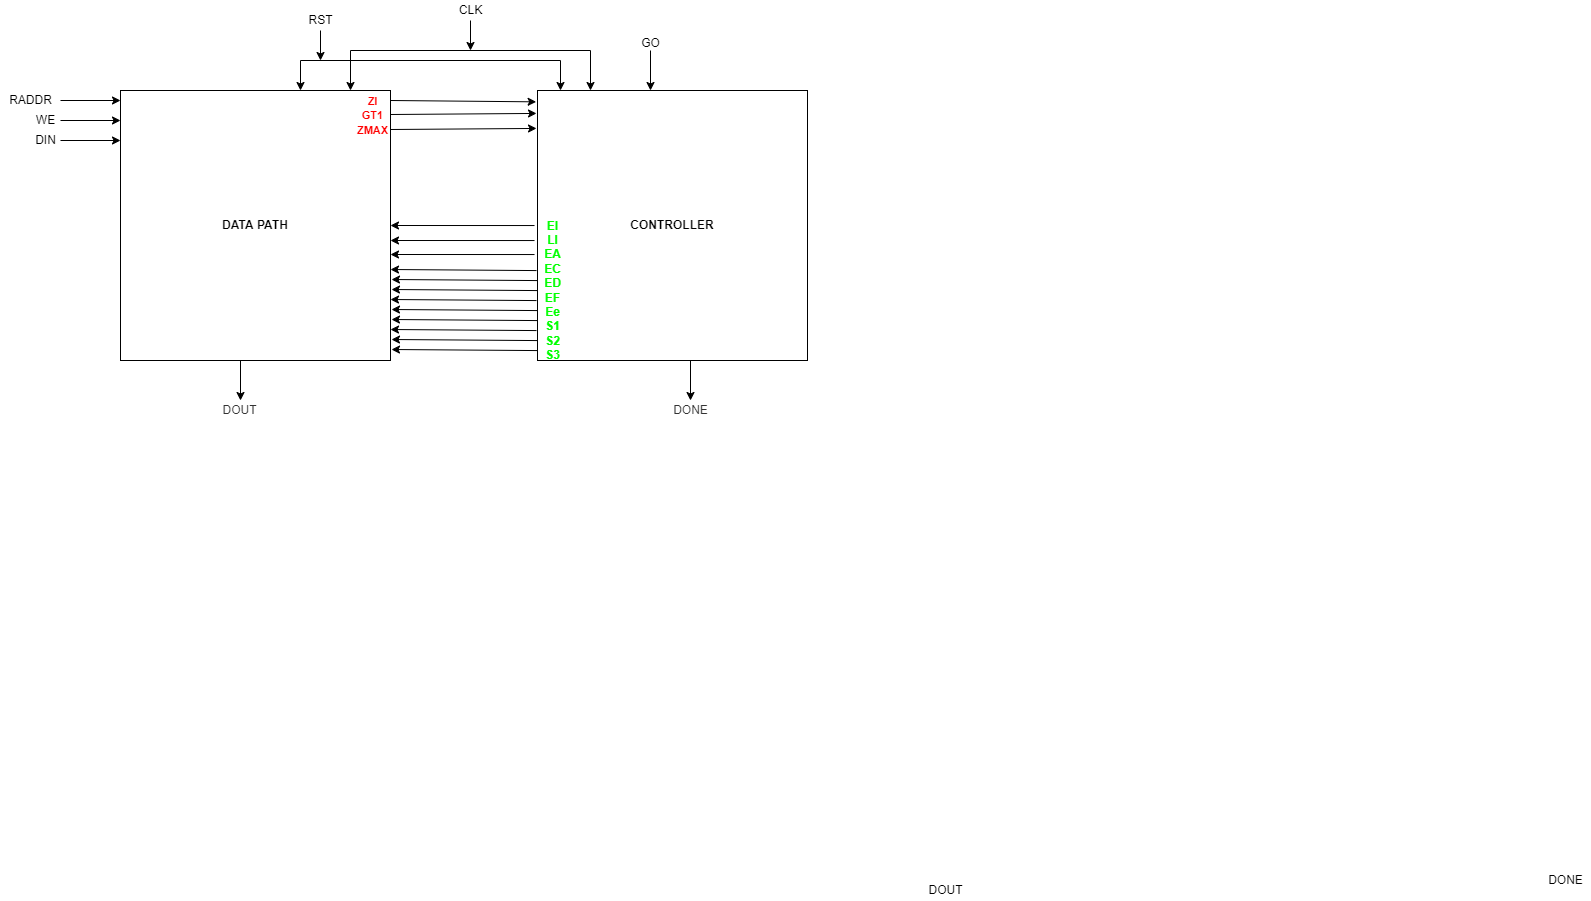 CLK
RST
GO
RADDR
WE
DIN
ZI
GT1
ZMAX
DATA PATH
CONTROLLER
EI
LI
EA
EC
ED
EF
Ee
S1
S2
S3
DOUT
DONE
DOUT
DONE